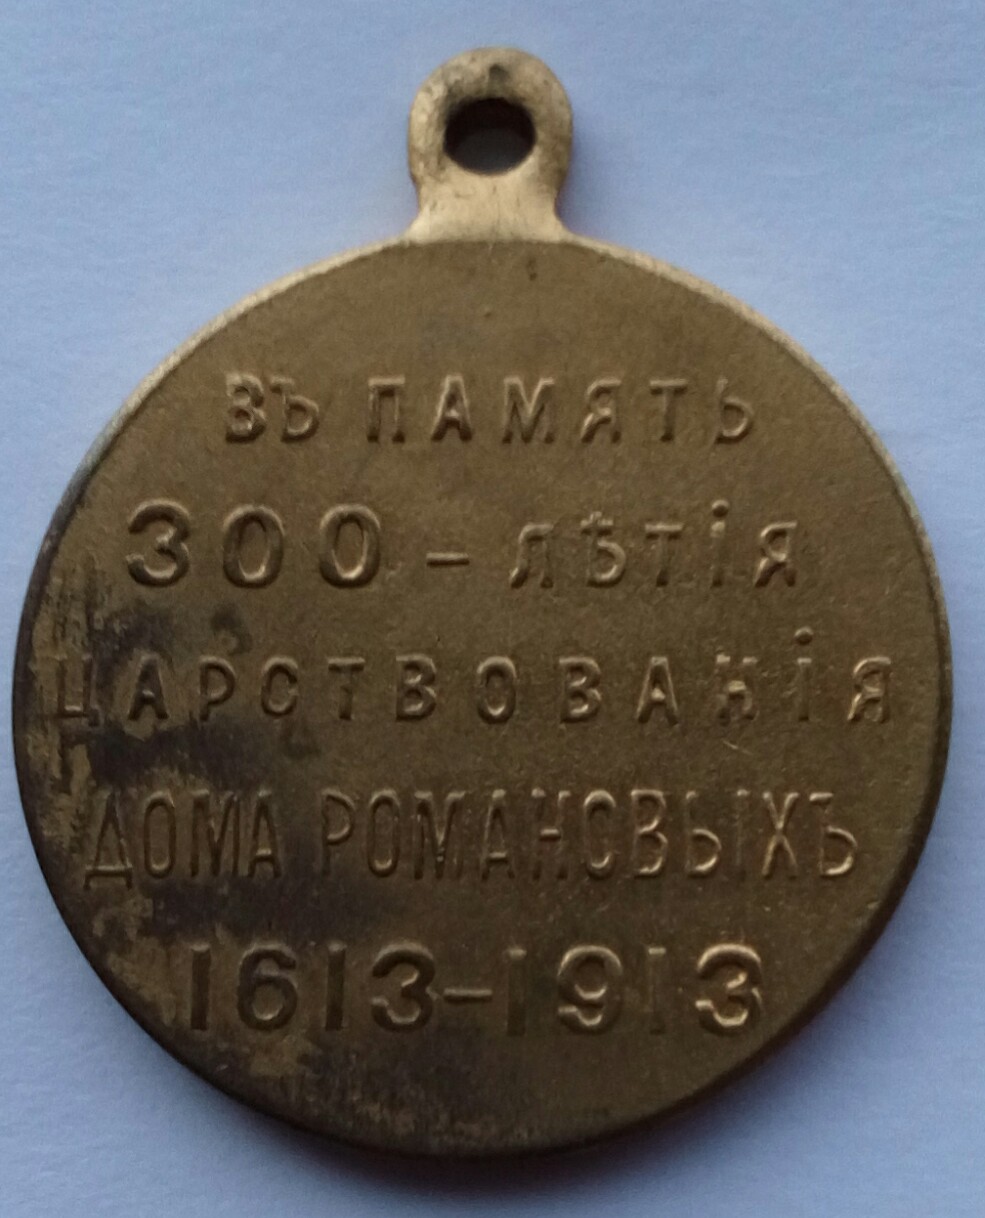 ВЪ ПАМЯТЬ
300 - ЛѢТІЯ
ЦАРСТВОВАНІЯ
ДОМА РОМАНОВЫХЪ
1613-1913